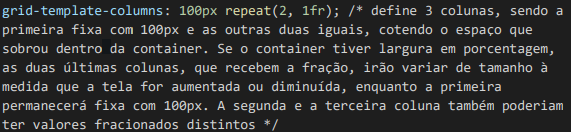 grid-template-columns: 100px repeat(2, 1fr); /* define 3 colunas, sendo a
primeira fixa com 100px e as outras duas iguais, cotendo o espaço que
sobrou dentro da container. Se o container tiver largura em porcentagem,
as duas últimas colunas, que recebem a fração, irão variar de tamanho à
medida que a tela for aumentada ou diminuída, enquanto a primeira
permanecerá fixa com 100px. A segunda e a terceira coluna também poderiam
ter valores fracionados distintos */